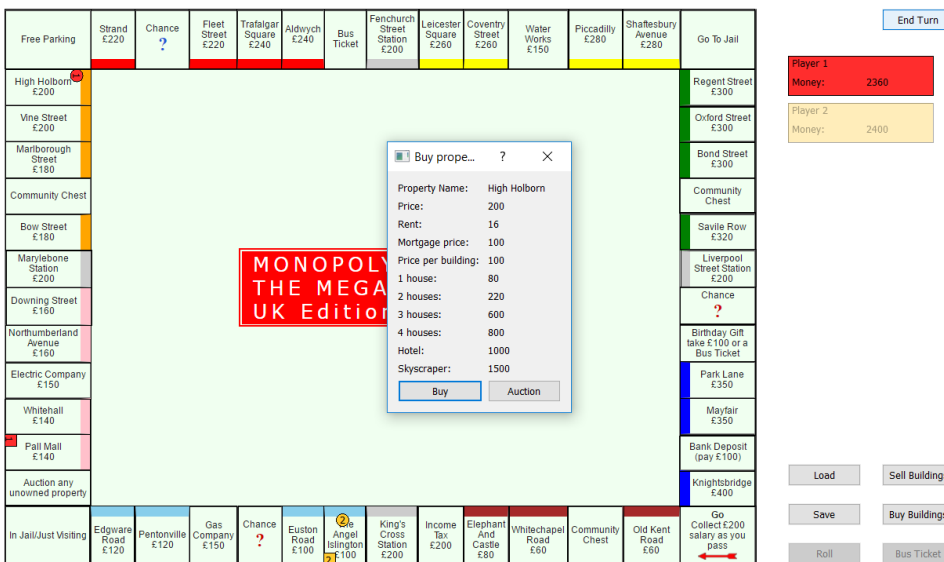 Free Parking
Strand
£220
Chance
?
Fleet
Street
£220
Trafalgar
Square
£240
Aldwych
£240
Bus
Ticket
Fenchurch
Street
Station
£200
Leicester
Square
£260
Coventry
Street
£260
Water
Works
£150
Piccadilly
£280
Shaftesbury
Avenue
£280
Go To Jail
End Turn
Player 1
Money: 2360
Player 2
Money: 2400
High Holborn
£200
1
Vine Street
£200
Marlborough
Street
£180
Community Chest
Bow Street
£180
Marylebone
Station
£200
Downing Street
£160
Northumberland
Avenue
£160
Electric Company
£150
Whitehall
£140
1
Pall Mall
£140
Auction any
unowned property
MONOPOLY
THE MEGA
UK Edition
Buy prope... ? ×
Property Name: High Holborn
Price: 200
Rent: 16
Mortgage price: 100
Price per building: 100
1 house: 80
2 houses: 220
3 houses: 600
4 houses: 800
Hotel: 1000
Skyscraper: 1500
Buy Auction
Regent Street
£300
Oxford Street
£300
Bond Street
£300
Community
Chest
Savile Row
£320
Liverpool
Street Station
£200
Chance
?
Birthday Gift
take £100 or a
Bus Ticket
Park Lane
£350
Mayfair
£350
Bank Deposit
(pay £100)
Knightsbridge
£400
In Jail/Just Visiting
Edgware
Road
£120
Pentonville
£120
Gas
Company
£150
Chance
?
Euston
Road
£100
2
Angel
Islington
£100
2
King's
Cross
Station
£200
Income
Tax
£200
Elephant
And
Castle
£80
Whitechapel
Road
£60
Community
Chest
Old Kent
Road
£60
Go
Collect £200
salary as you
pass
Load Sell Building
Save Buy Buildings
Roll Bus Ticket